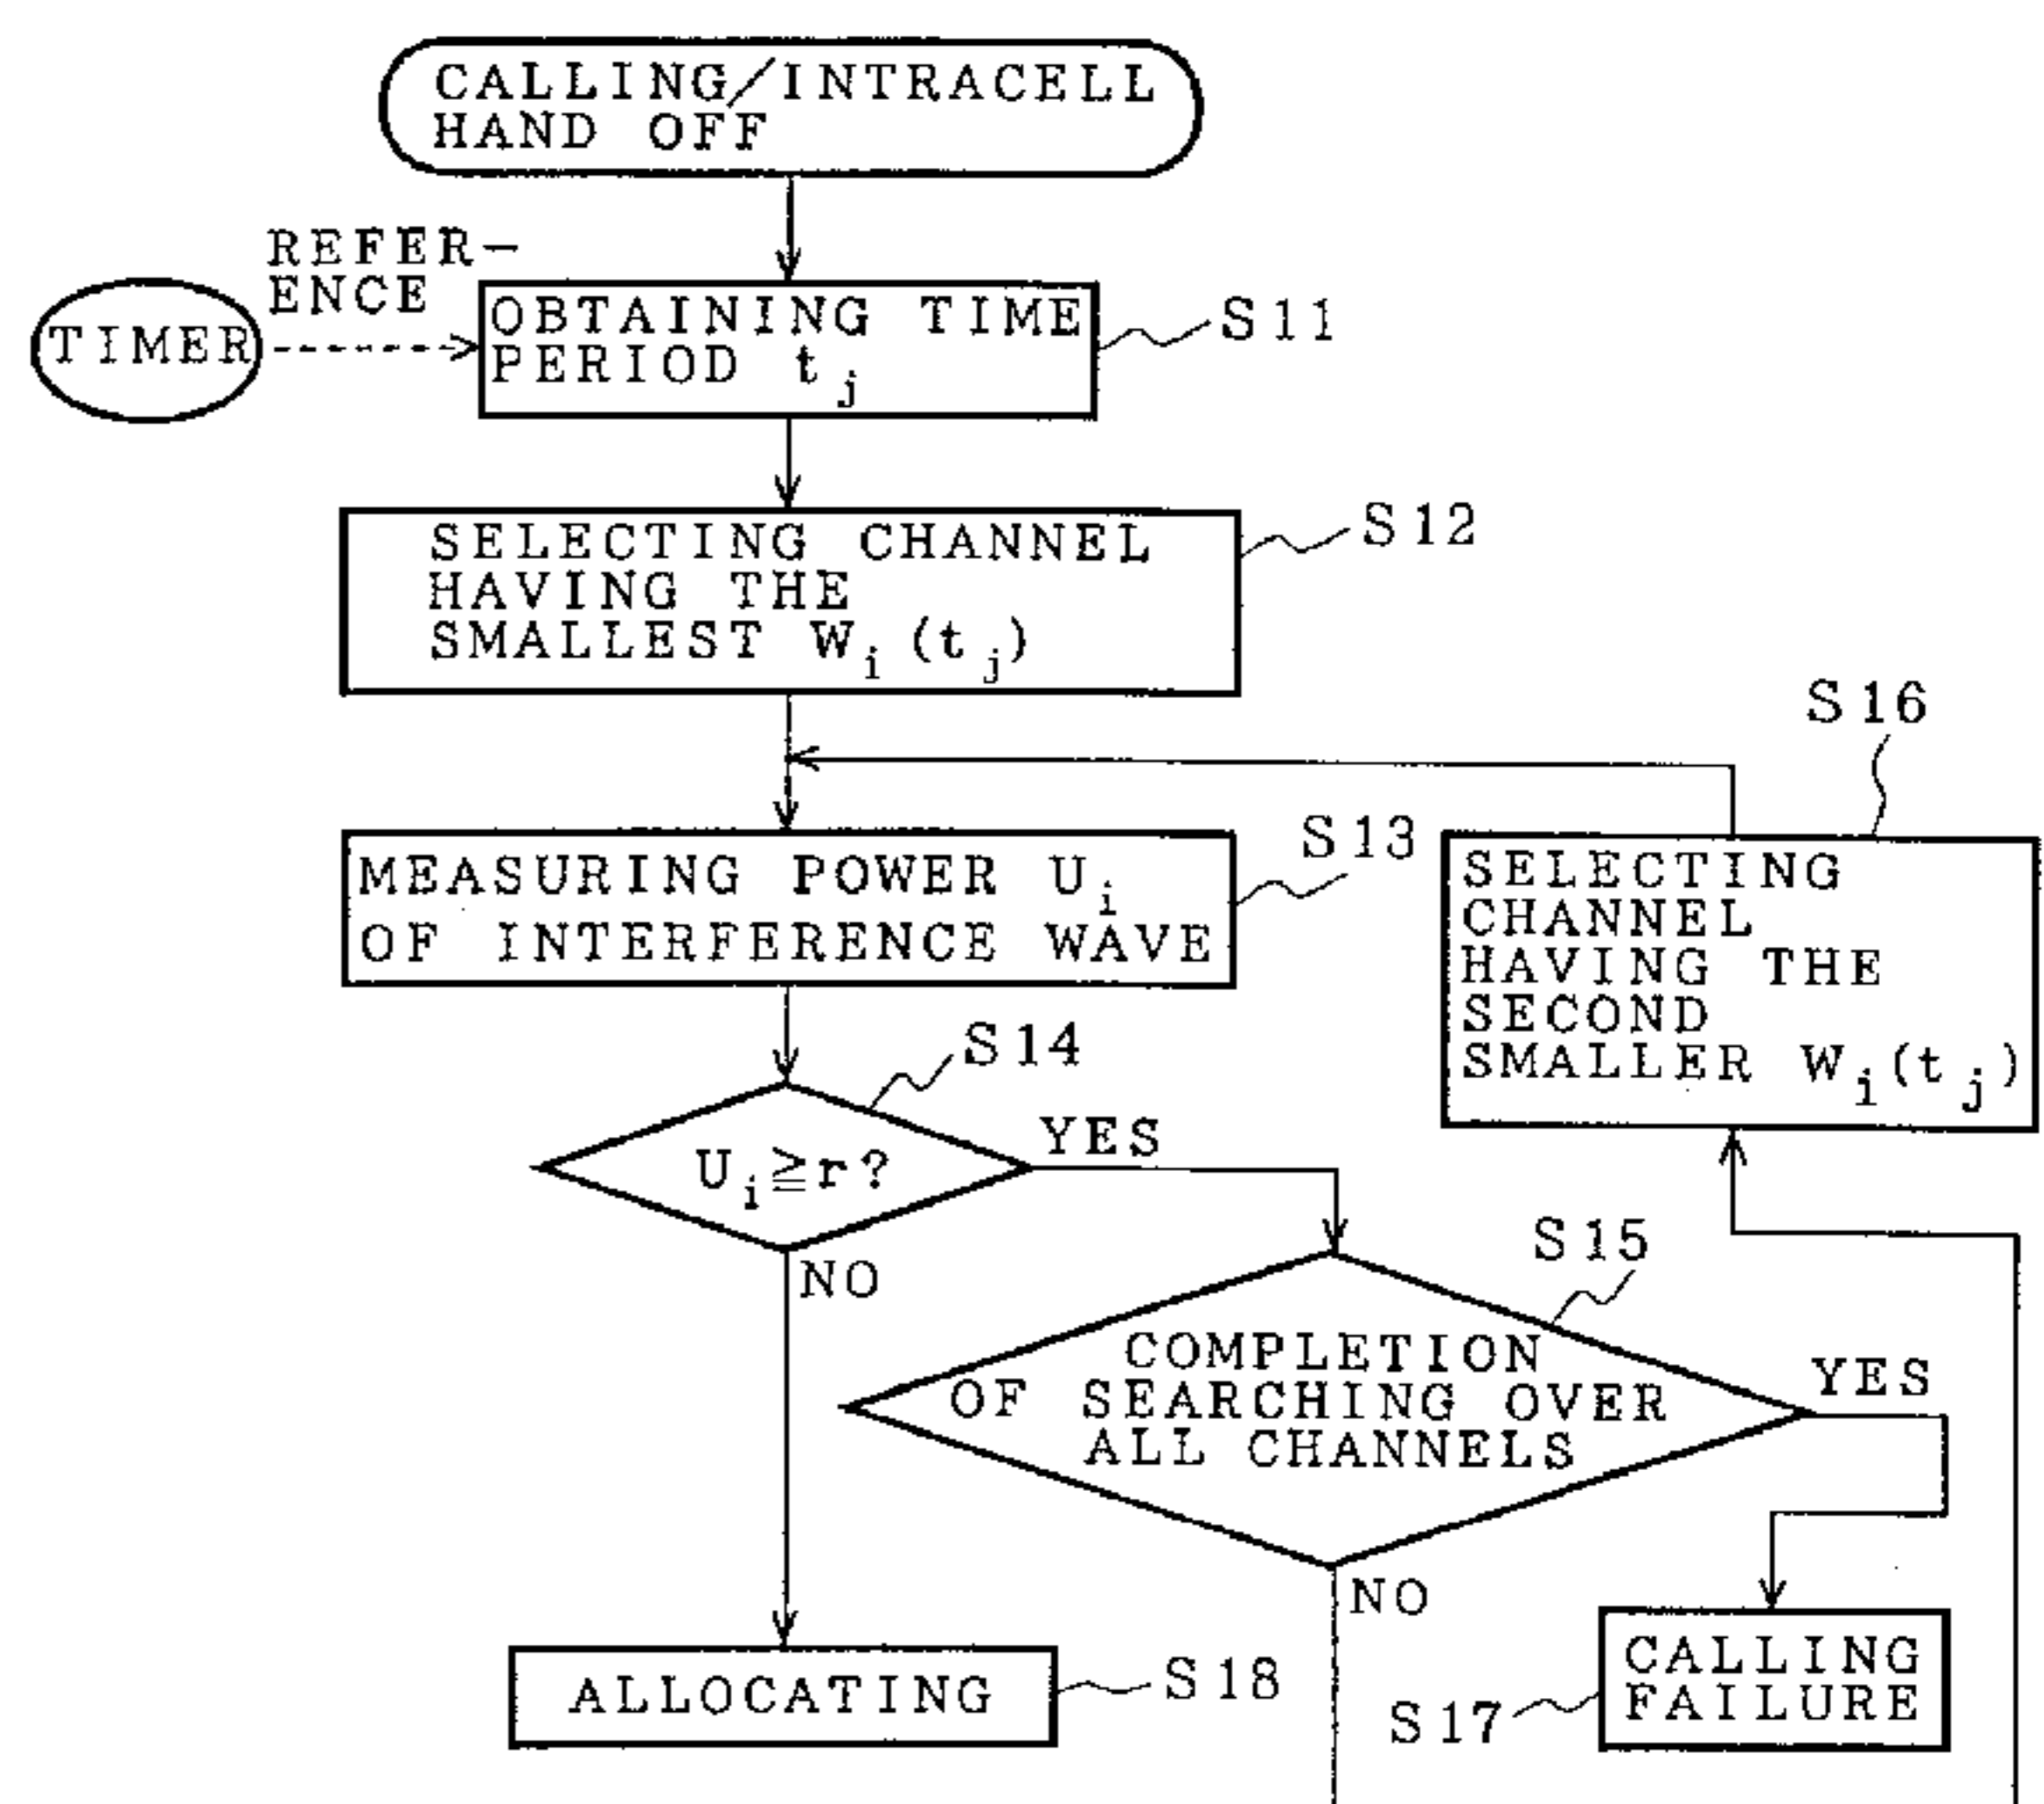 CALLING/INTRACELL
HAND OFF
REFER-
ENCE
TIMER
OBTAINING TIME
PERIOD tj
S11
SELECTING CHANNEL
HAVING THE
SMALLEST Wi(tj)
S12
MEASURING POWER Ui
OF INTERFERENCE WAVE
S13
S16
SELECTING
CHANNEL
HAVING THE
SECOND
SMALLER Wi(tj)
S14
Ui≧r?
YES
NO
S15
COMPLETION
OF SEARCHING OVER
ALL CHANNELS
YES
NO
ALLOCATING
S18
CALLING
FAILURE
S17